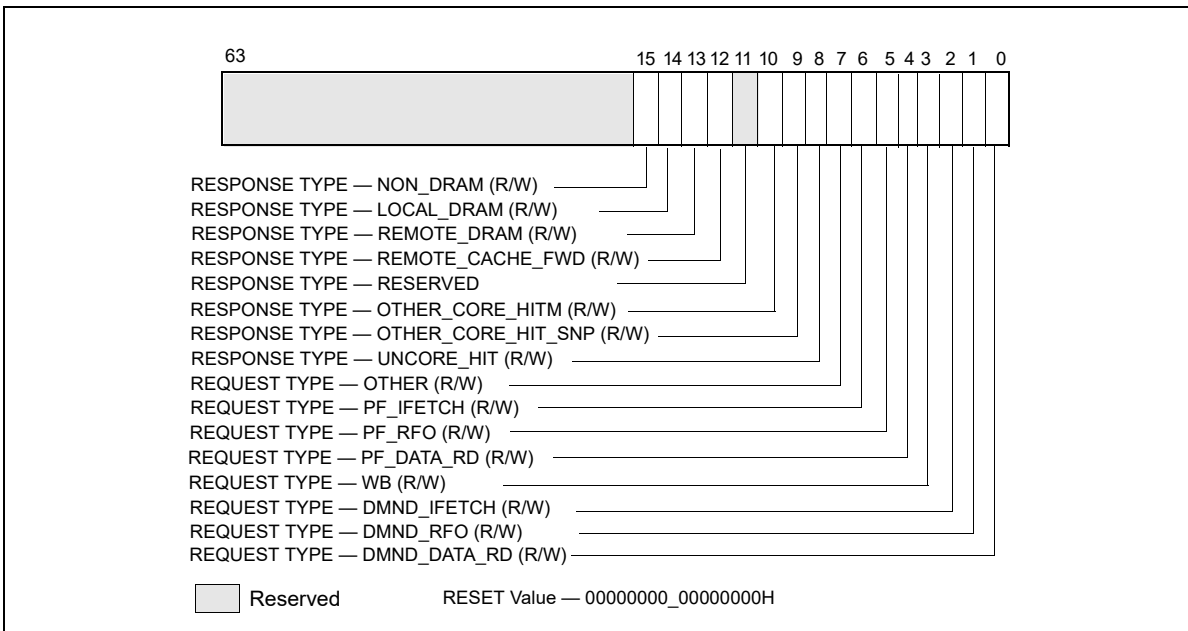 63 15 14 13 12 11 10 9 8 7 6 5 4 3 2 1 0
RESPONSE TYPE — NON_DRAM (R/W)
RESPONSE TYPE — LOCAL_DRAM (R/W)
RESPONSE TYPE — REMOTE_DRAM (R/W)
RESPONSE TYPE — REMOTE_CACHE_FWD (R/W)
RESPONSE TYPE — RESERVED
RESPONSE TYPE — OTHER_CORE_HITM (R/W)
RESPONSE TYPE — OTHER_CORE_HIT_SNP (R/W)
RESPONSE TYPE — UNCORE_HIT (R/W)
REQUEST TYPE — OTHER (R/W)
REQUEST TYPE — PF_IFETCH (R/W)
REQUEST TYPE — PF_RFO (R/W)
REQUEST TYPE — PF_DATA_RD (R/W)
REQUEST TYPE — WB (R/W)
REQUEST TYPE — DMND_IFETCH (R/W)
REQUEST TYPE — DMND_RFO (R/W)
REQUEST TYPE — DMND_DATA_RD (R/W)
Reserved RESET Value — 00000000_00000000H